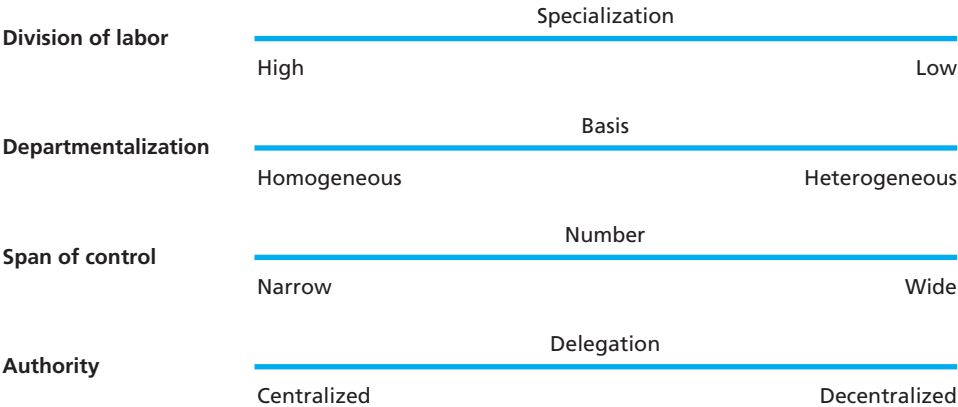 Specialization
Division of labor
High Low
Basis
Departmentalization
Homogeneous Heterogeneous
Number
Span of control
Narrow Wide
Delegation
Authority
Centralized Decentralized